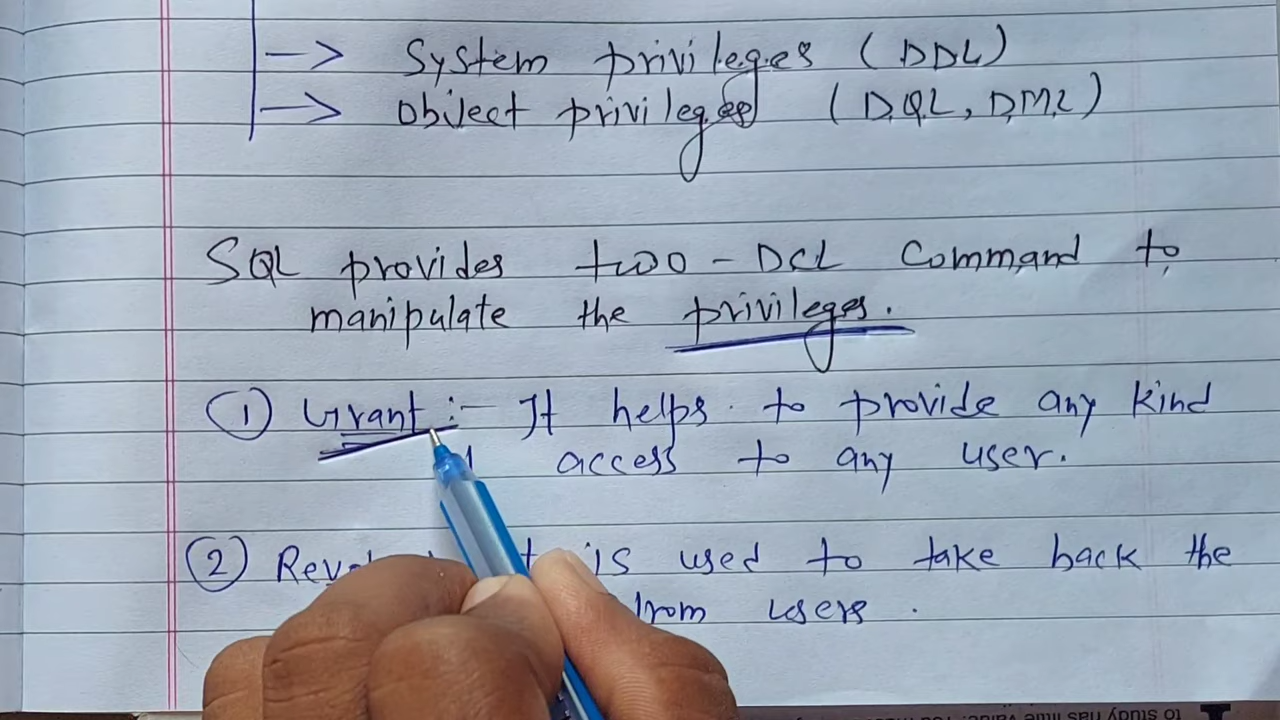 -> System privileges (DDL)
-> Object privileges (DQL, DML)
SQL provides two - DCL Command to
manipulate the privileges.
① Grant :- It helps to provide any kind
access to any user.
② is used to take back the
from users.